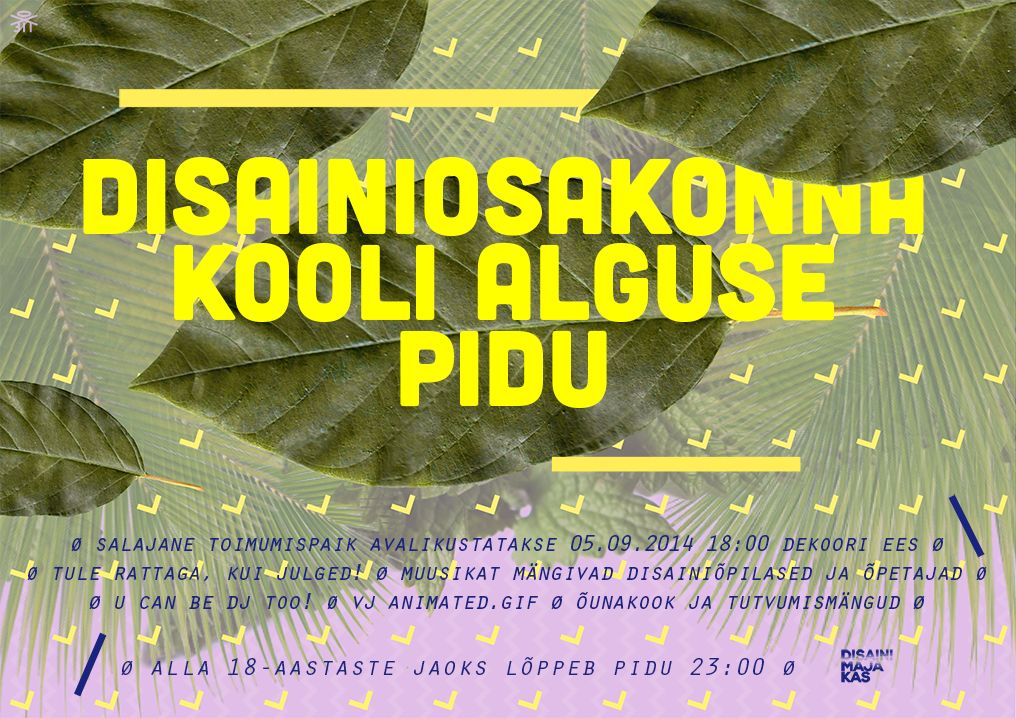 DISAINIOSAKONNA
KOOLI ALGUSE
PIDU
Ø SALAJANE TOIMUMISPAIK AVALIKUSTATAKSE 05.09.2014 18:00 DEKOORI EES Ø
Ø TULE RATTAGA, KUI JULGED! Ø MUUSIKAT MÄNGIVAD DISAINIÕPILASED JA ÕPETAJAD Ø
Ø U CAN BE DJ TOO! Ø VJ ANIMATED.GIF Ø ÕUNAKOOK JA TUTVUMISMÄNGUD Ø
Ø ALLA 18-AASTASTE JAOKS LÕPPEB PIDU 23:00 Ø
DISAINI
MAJA
KAS